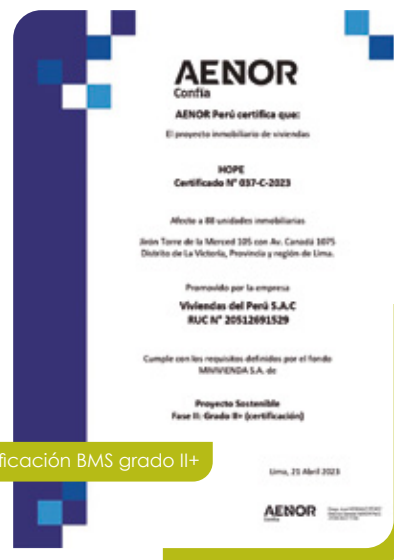 AENOR
Confía
AENOR Perú certifica que:
El proyecto inmobiliario de viviendas
HOPE
Certificado N° 037-C-2023
Afecto a 88 unidades inmobiliarias
Jirón Torre de la Merced 105 con Av. Canadá 1075
Distrito de La Victoria, Provincia y región de Lima.
Promovido por la empresa
Viviendas del Perú S.A.C
RUC N° 20512691529
Cumple con los requisitos definidos por el fondo
MIVIVIENDA S.A. de
Proyecto Sostenible
Fase II: Grado II+ (certificación)
ficación BMS grado II+
Lima, 21 Abril 2023
AENOR
Confía